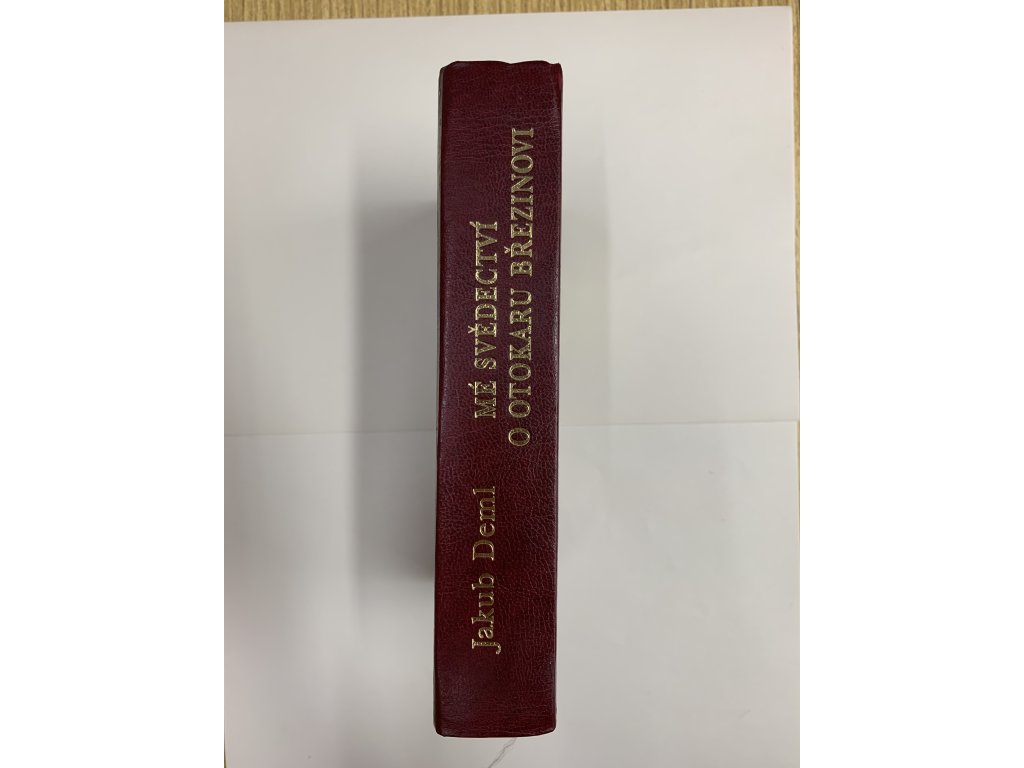 Jakub Deml
MÉ SVĚDECTVÍ
O OTOKARU BŘEZINOVI